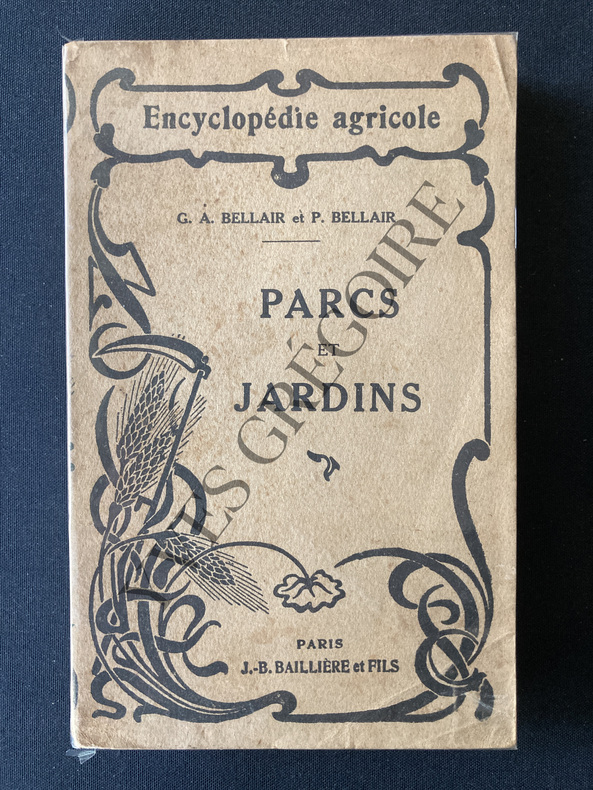 Encyclopédie agricole
G. A. BELLAIR et P. BELLAIR
PARCS
ET
JARDINS
PARIS
J.-B. BAILLIÈRE et FILS
YVES GRÉGOIRE